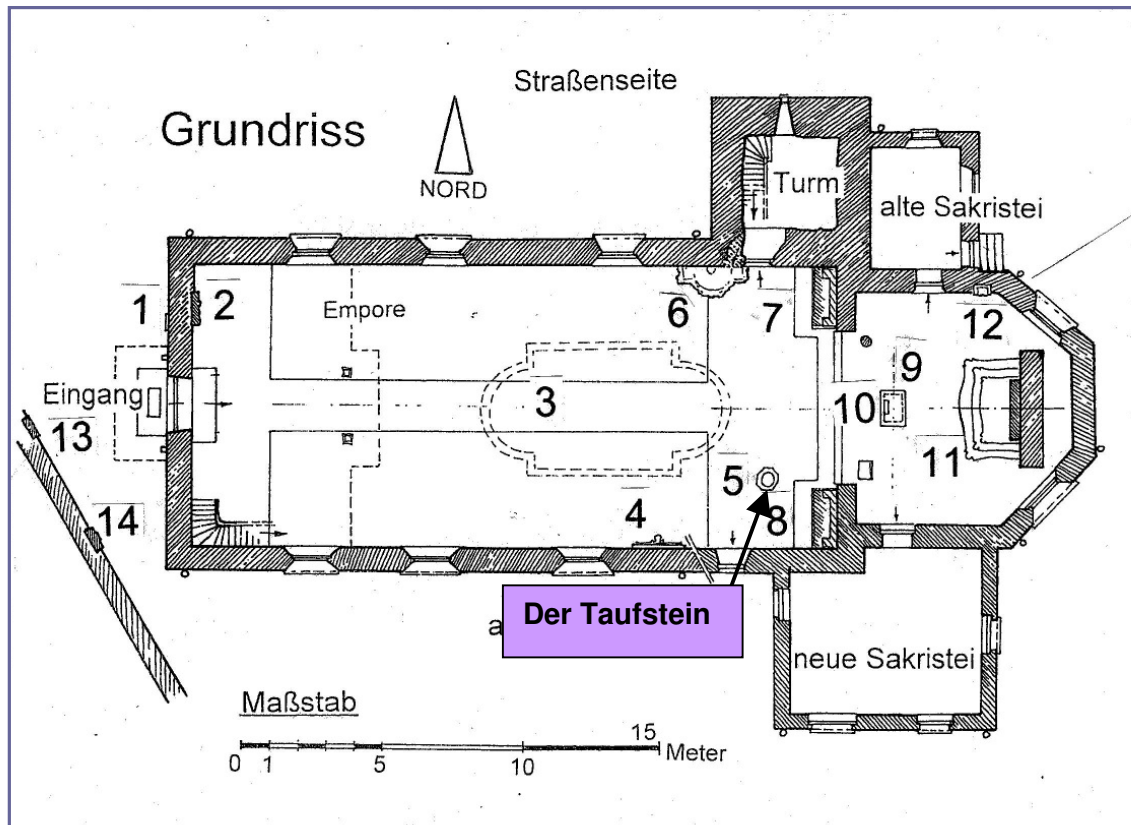 Straßenseite
Grundriss
NORD
Turm
alte Sakristei
1
2
Empore
6
7
12
Eingang
3
9
10
13
11
5
14
4
8
Der Taufstein
a
neue Sakristei
Maßstab
15
Meter
0 1 5 10